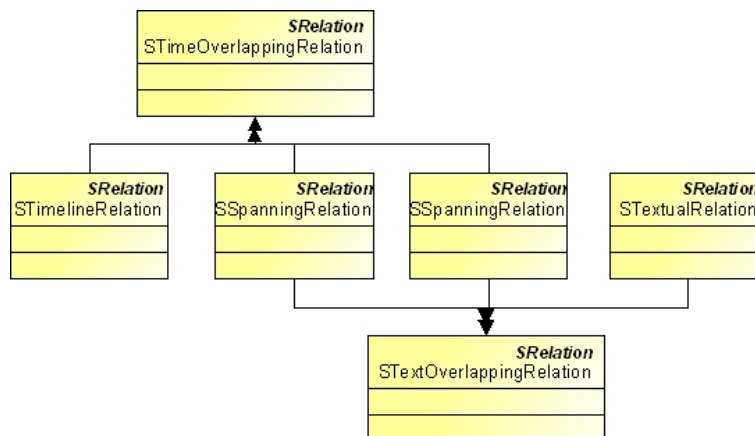 SRelation
STimeOverlappingRelation
SRelation
STimelineRelation
SRelation
SSpanningRelation
SRelation
SSpanningRelation
SRelation
STextualRelation
SRelation
STextOverlappingRelation